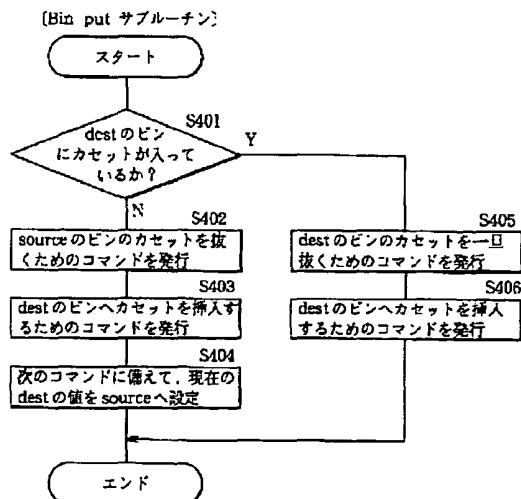 〔Bin put サブルーチン〕
スタート
S401
destのビン
にカセットが入って
いるか？
Y
N
S402
sourceのビンのカセットを抜
くためのコマンドを発行
S403
destのビンへカセットを挿入す
るためのコマンドを発行
S404
次のコマンドに備えて，現在の
destの値をsourceへ設定
S405
destのビンのカセットを一旦
抜くためのコマンドを発行
S406
destのビンへカセットを挿入
するためのコマンドを発行
エンド